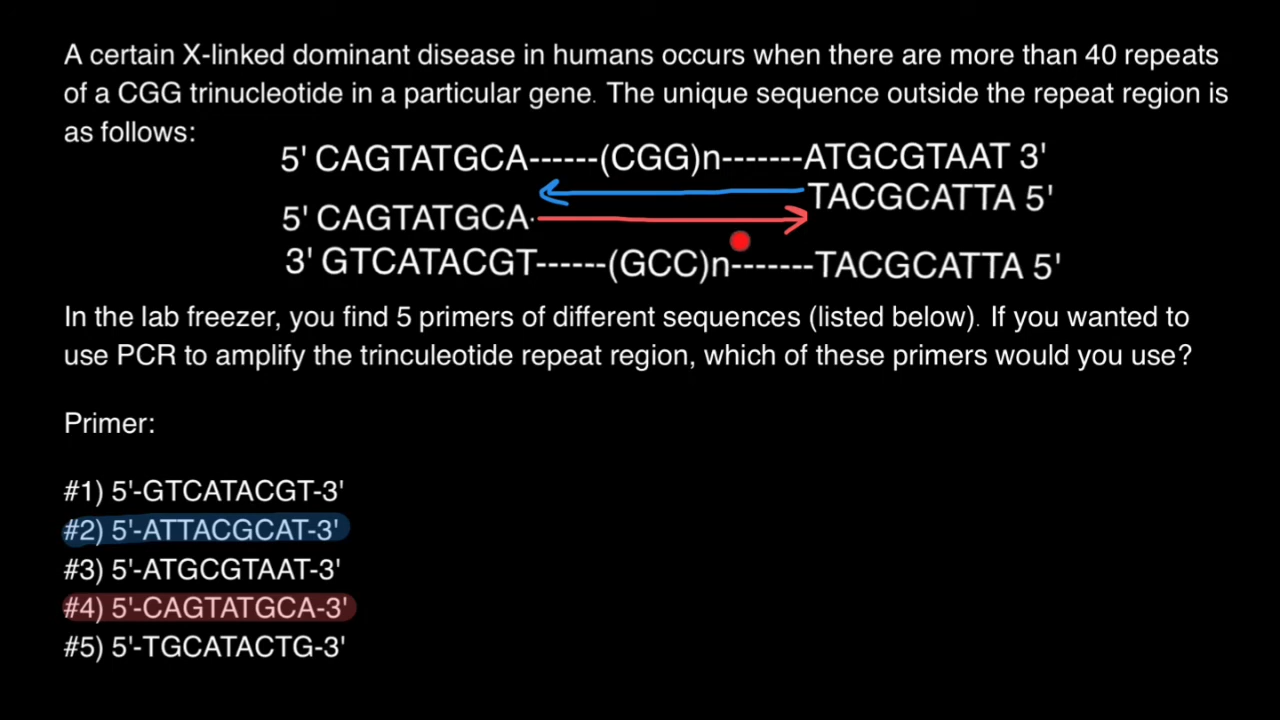 A certain X-linked dominant disease in humans occurs when there are more than 40 repeats
of a CGG trinucleotide in a particular gene. The unique sequence outside the repeat region is
as follows:
5' CAGTATGCA------(CGG)n-------ATGCGTAAT 3'
TACGCATTA 5'
5' CAGTATGCA-
3' GTCATACGT------(GCC)n-------TACGCATTA 5'
In the lab freezer, you find 5 primers of different sequences (listed below). If you wanted to
use PCR to amplify the trinculeotide repeat region, which of these primers would you use?
Primer:
#1) 5'-GTCATACGT-3'
#2) 5'-ATTACGCAT-3'
#3) 5'-ATGCGTAAT-3'
#4) 5'-CAGTATGCA-3'
#5) 5'-TGCATACTG-3'